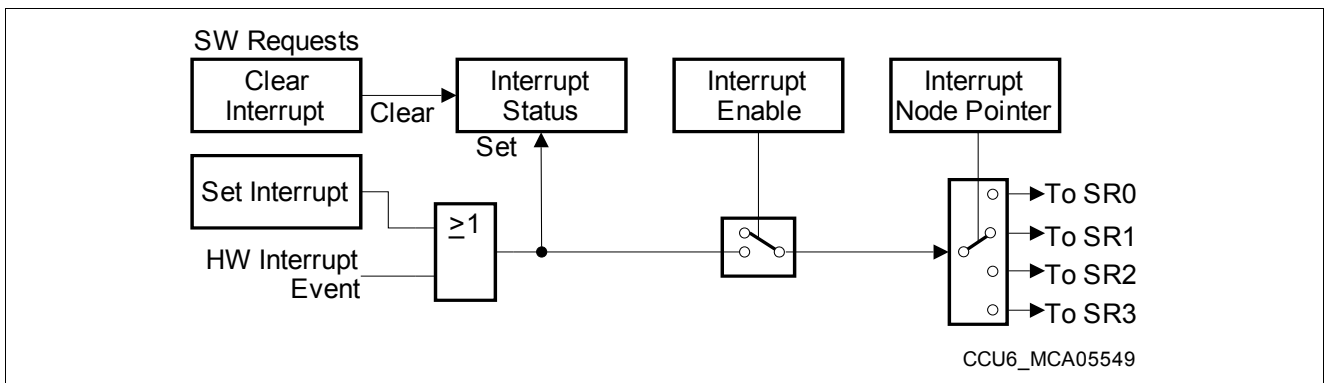 SW Requests
Clear
Interrupt
Clear
Interrupt
Status
Set
Interrupt
Enable
Interrupt
Node Pointer
Set Interrupt
≥1
HW Interrupt
Event
To SR0
To SR1
To SR2
To SR3
CCU6_MCA05549